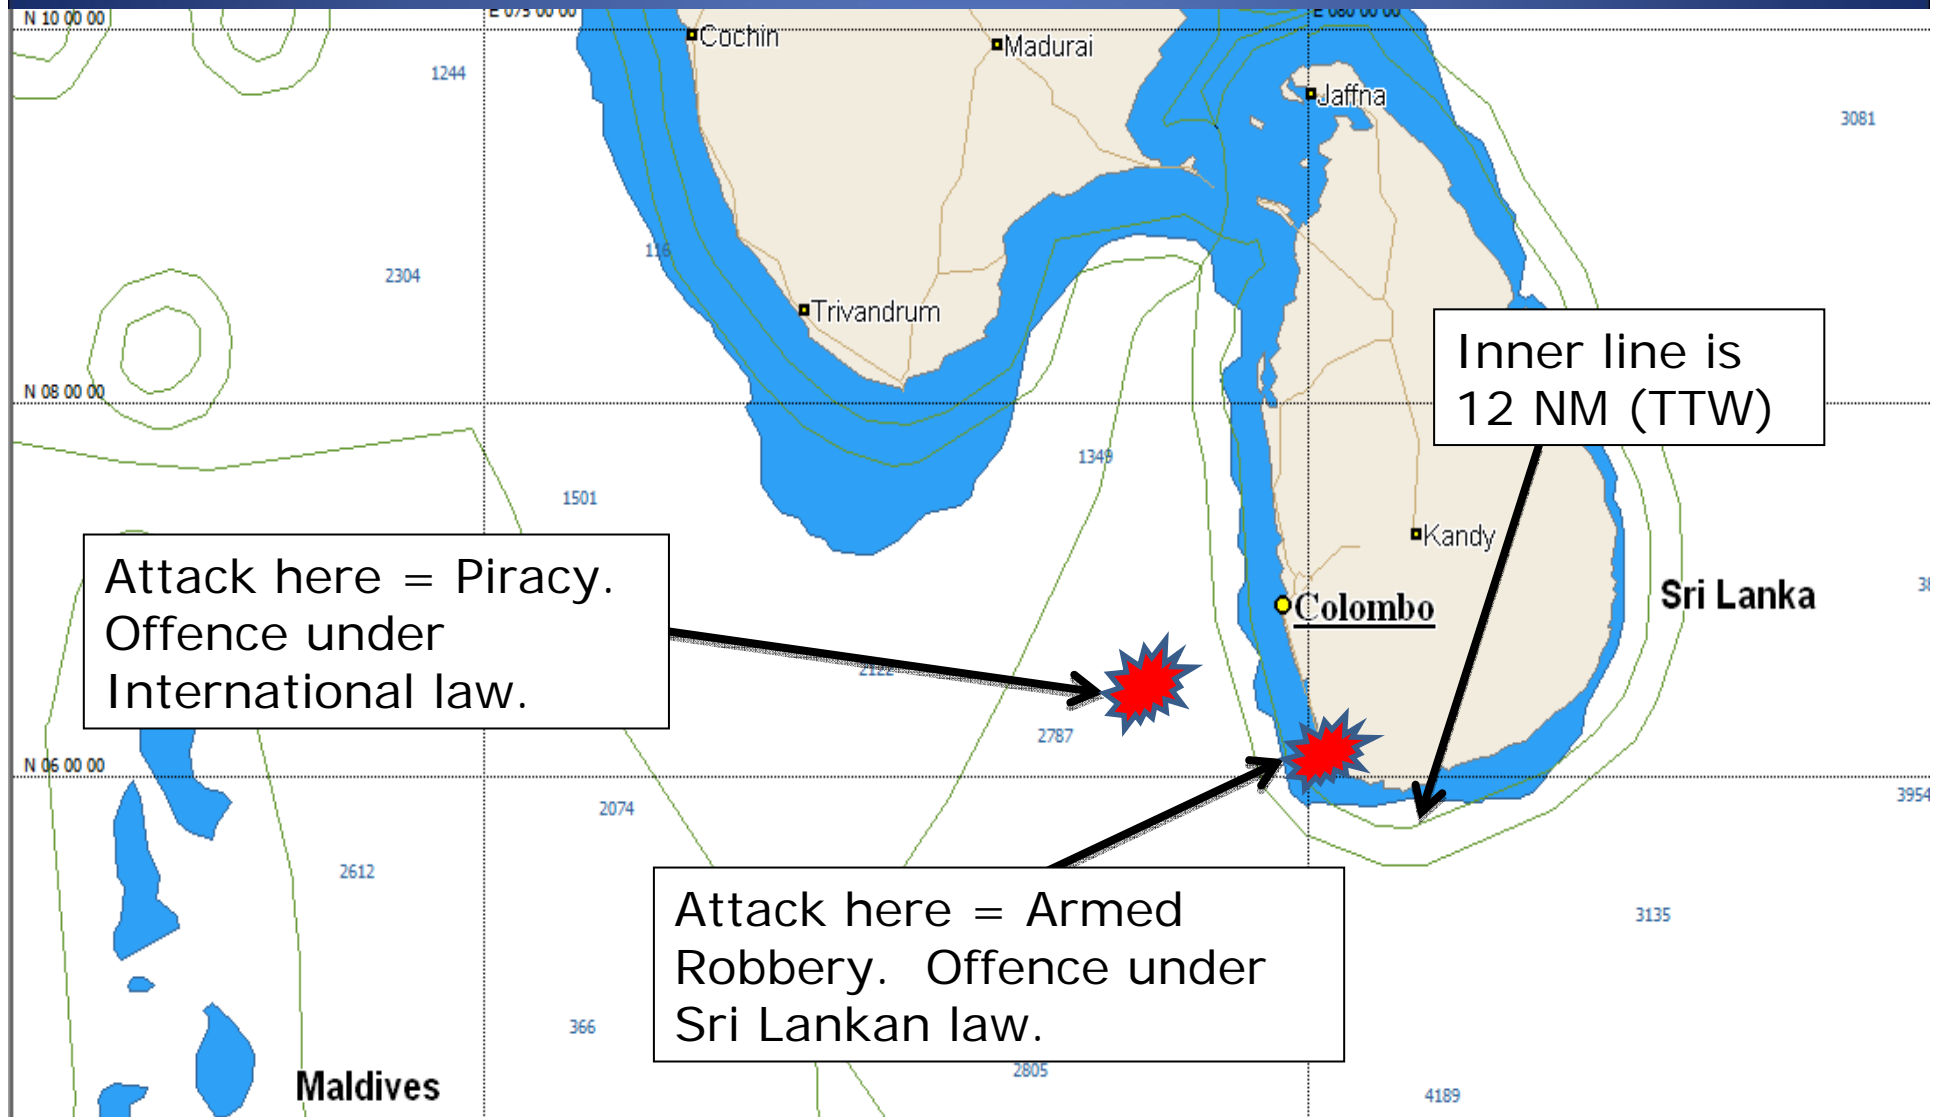 N 10 00 00
E 075 00 00
E 080 00 00
Cochin
Madurai
1244
Jaffna
3081
116
2304
Trivandrum
Inner line is
12 NM (TTW)
N 08 00 00
1349
1501
Kandy
Attack here = Piracy.
Offence under
International law.
Colombo
Sri Lanka
2122
2787
N 06 00 00
2074
3954
2612
Attack here = Armed
Robbery.  Offence under
Sri Lankan law.
3135
366
2805
Maldives
4189